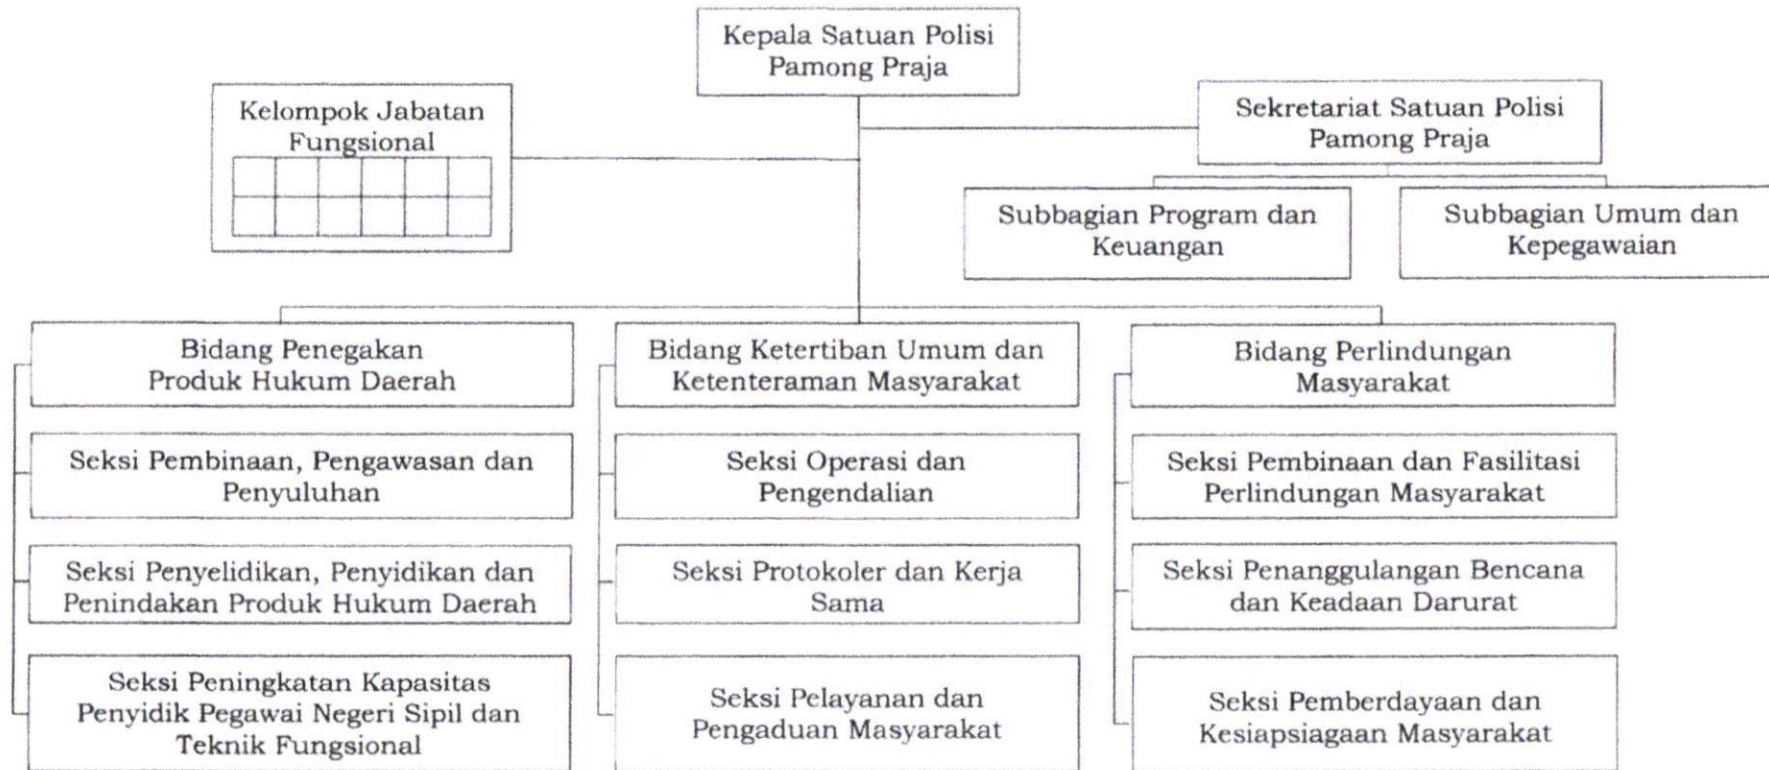 Kepala Satuan Polisi
Pamong Praja
Kelompok Jabatan
Fungsional
Sekretariat Satuan Polisi
Pamong Praja
Subbagian Program dan
Keuangan
Subbagian Umum dan
Kepegawaian
Bidang Penegakan
Produk Hukum Daerah
Seksi Pembinaan, Pengawasan dan
Penyuluhan
Seksi Penyelidikan, Penyidikan dan
Penindakan Produk Hukum Daerah
Seksi Peningkatan Kapasitas
Penyidik Pegawai Negeri Sipil dan
Teknik Fungsional
Bidang Ketertiban Umum dan
Ketenteraman Masyarakat
Seksi Operasi dan
Pengendalian
Seksi Protokoler dan Kerja
Sama
Seksi Pelayanan dan
Pengaduan Masyarakat
Bidang Perlindungan
Masyarakat
Seksi Pembinaan dan Fasilitasi
Perlindungan Masyarakat
Seksi Penanggulangan Bencana
dan Keadaan Darurat
Seksi Pemberdayaan dan
Kesiapsiagaan Masyarakat